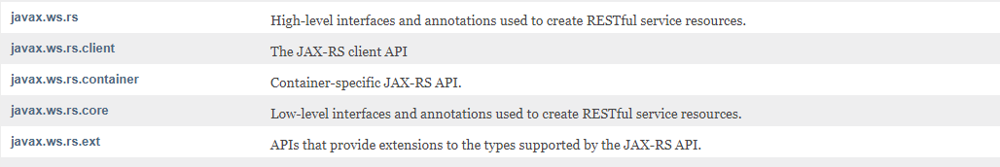 javax.ws.rs High-level interfaces and annotations used to create RESTful service resources.
javax.ws.rs.client The JAX-RS client API
javax.ws.rs.container Container-specific JAX-RS API.
javax.ws.rs.core Low-level interfaces and annotations used to create RESTful service resources.
javax.ws.rs.ext APIs that provide extensions to the types supported by the JAX-RS API.